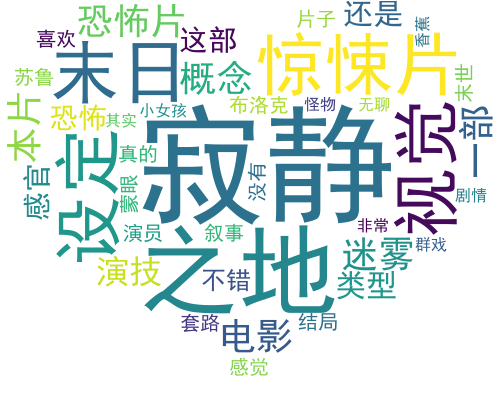 恐怖片
片子
还是
香蕉
喜欢
这部
惊悚片
末日
苏鲁
概念
末世
本片
恐怖
其实
小女孩
布洛克
怪物
无聊
寂静
视觉
一部
设定
真的
感官
蒙眼
没有
剧情
之地
演员
叙事
非常
群戏
迷雾
演技
不错
类型
套路
电影
结局
感觉